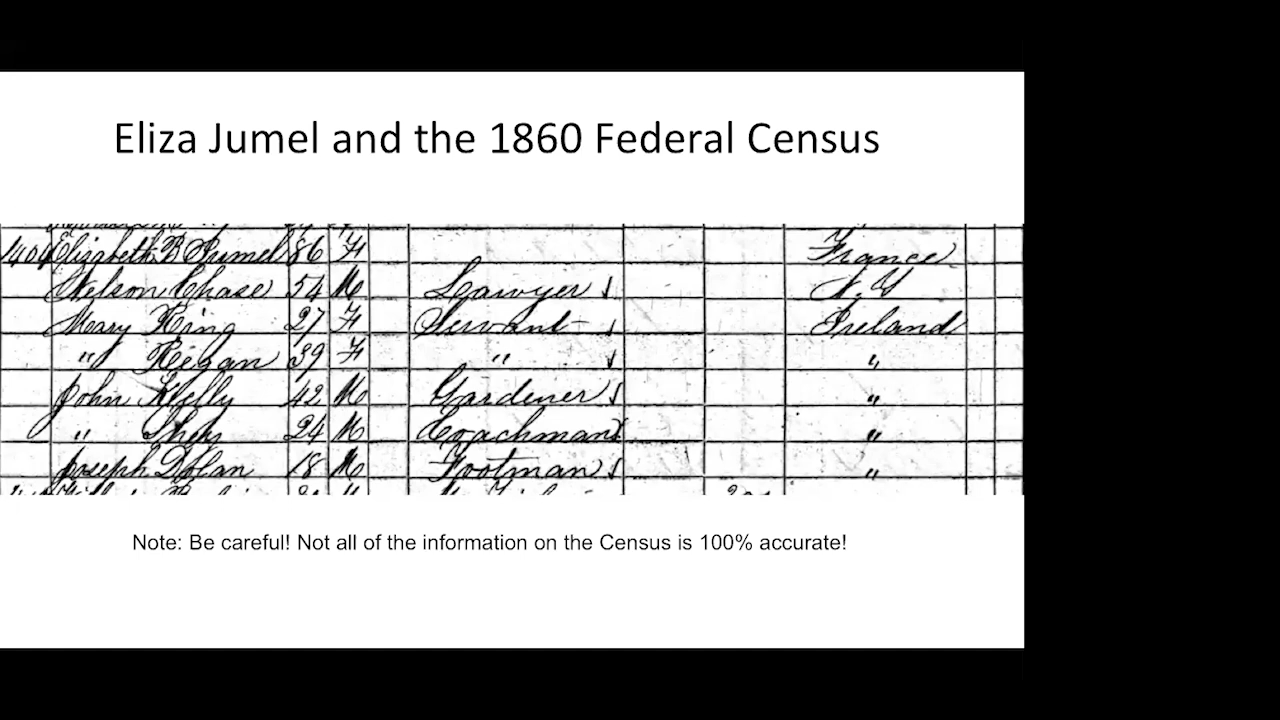 Eliza Jumel and the 1860 Federal Census
Elizabeth B Jumel 86 F France
Nelson Chase 54 M Lawyer N.Y
Mary King 27 F Servant Ireland
" Regan 39 F " "
John Kelly 42 M Gardener "
" 24 M Coachman "
Joseph Dolan 18 M Footman "
Note: Be careful! Not all of the information on the Census is 100% accurate!